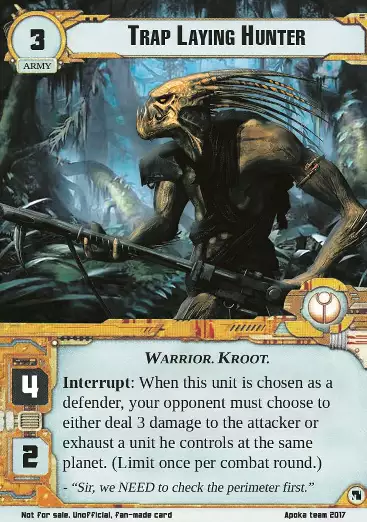 3
TRAP LAYING HUNTER
ARMY
WARRIOR. KROOT.
4
2
Interrupt: When this unit is chosen as a
defender, your opponent must choose to
either deal 3 damage to the attacker or
exhaust a unit he controls at the same
planet. (Limit once per combat round.)
- “Sir, we NEED to check the perimeter first.”
Not for sale. Unofficial, fan-made card
Apoka team 2017